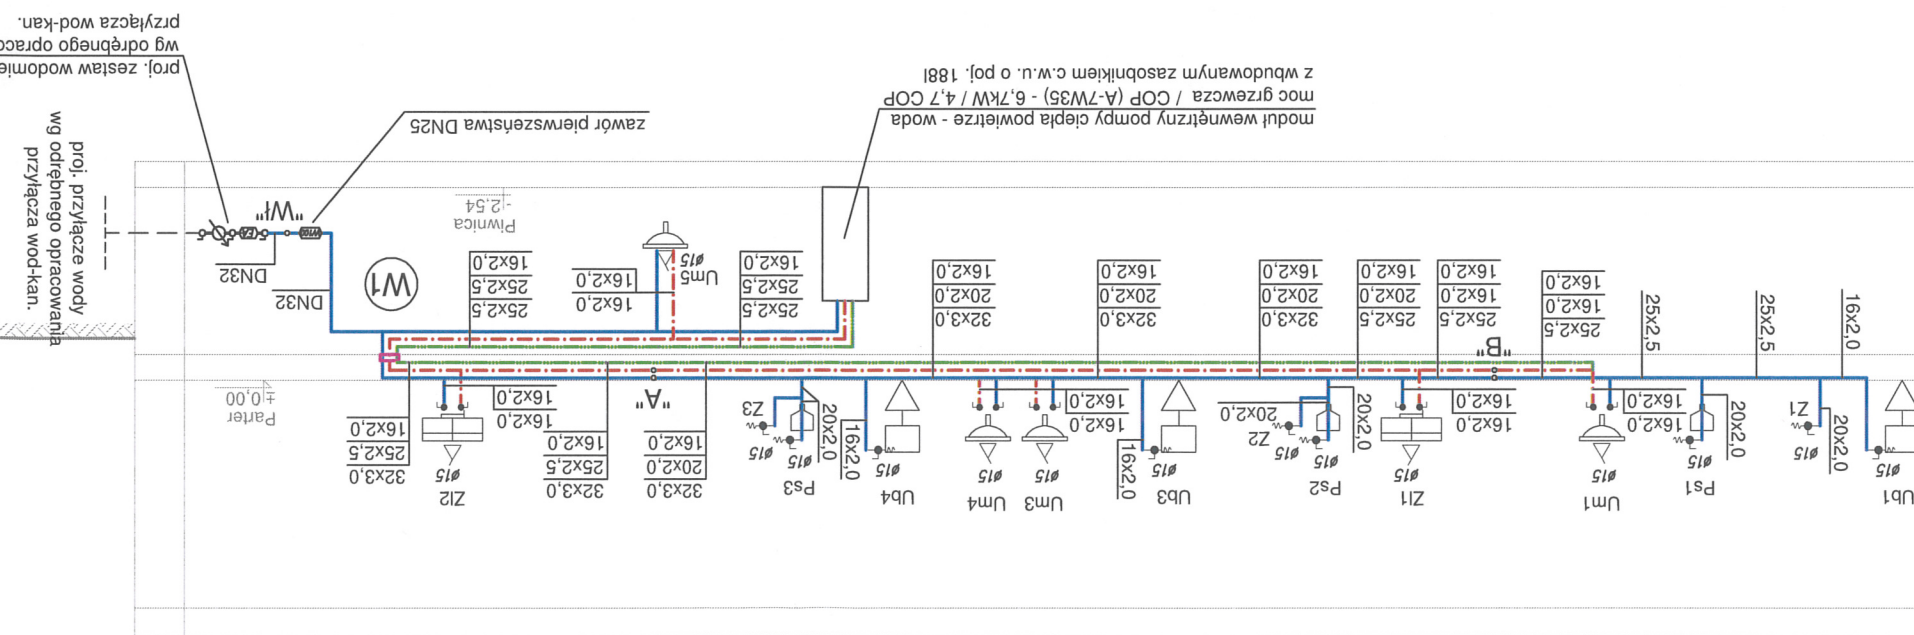 Ub1
ø15
20x2,0
ø15
Z1
Ps1
ø15
20x2,0
Um1
ø15
16x2,0
16x2,0
Zl1
ø15
16x2,0
16x2,0
Ps2
ø15
ø15
20x2,0
20x2,0
Z2
Ub3
ø15
16x2,0
Um3
ø15
Um4
ø15
16x2,0
16x2,0
Ub4
ø15
16x2,0
Ps3
ø15
ø15
20x2,0
Z3
32x3,0
20x2,0
16x2,0
"A"
32x3,0
25x2,5
16x2,0
Zl2
ø15
16x2,0
16x2,0
32x3,0
25x2,5
16x2,0
Parter
±0,00
16x2,0
25x2,5
25x2,5
25x2,5
16x2,0
16x2,0
"B"
25x2,5
16x2,0
16x2,0
25x2,5
20x2,0
16x2,0
32x3,0
20x2,0
16x2,0
32x3,0
20x2,0
16x2,0
32x3,0
20x2,0
16x2,0
25x2,5
25x2,5
16x2,0
Um5
ø15
16x2,0
16x2,0
25x2,5
25x2,5
16x2,0
W1
DN32
DN32
Piwnica
-2,54
"Wł"
moduł wewnętrzny pompy ciepła powietrze - woda
moc grzewcza / COP (A-7W35) - 6,7kW / 4,7 COP
z wbudowanym zasobnikiem c.w.u. o poj. 188l
zawór pierwszeństwa DN25
proj. przyłącze wody
wg odrębnego opracowania
przyłącza wod-kan.
proj. zestaw wodomie
wg odrębnego opraco
przyłącza wod-kan.